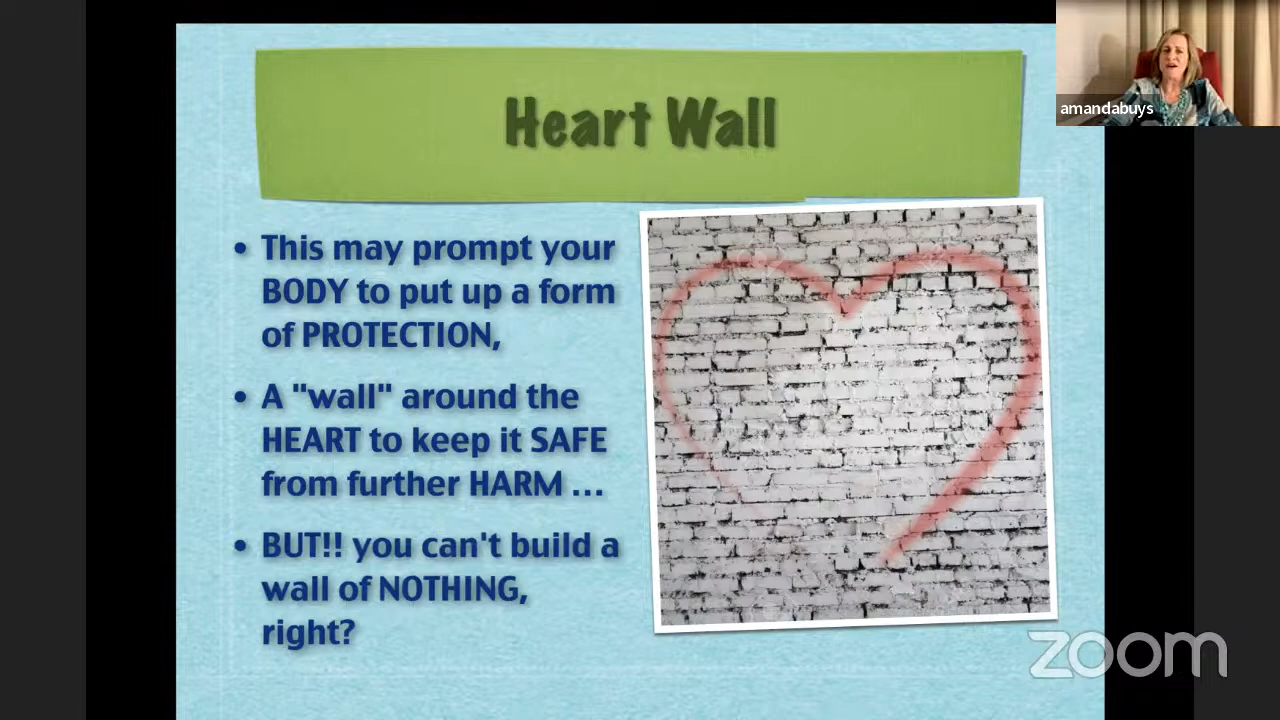 Heart Wall
amandabuys
• This may prompt your
BODY to put up a form
of PROTECTION,
• A "wall" around the
HEART to keep it SAFE
from further HARM ...
• BUT!! you can't build a
wall of NOTHING,
right?
zoom